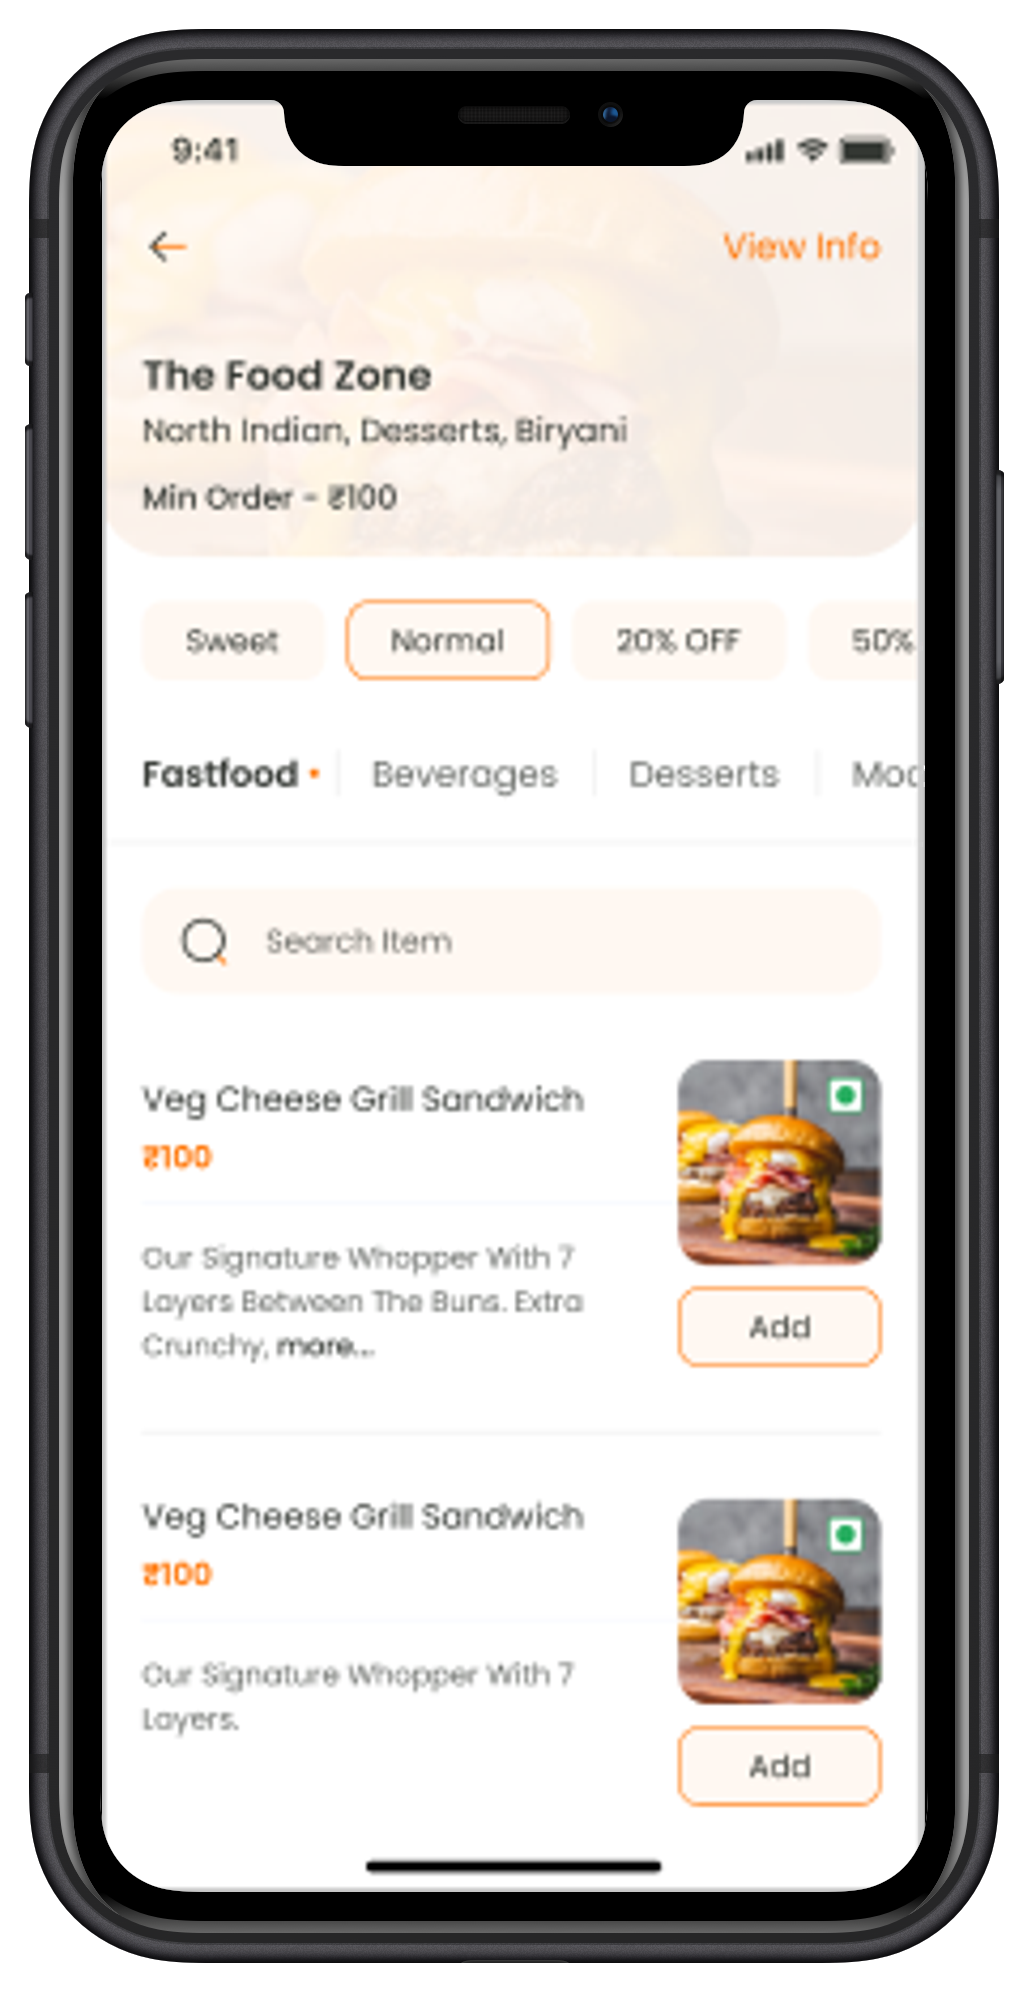 9:41
View Info
The Food Zone
North Indian, Desserts, Biryani
Min Order - ₹100
Sweet
Normal
20% OFF
50%
Fastfood
Beverages
Desserts
Moc
Search Item
Veg Cheese Grill Sandwich
₹100
Our Signature Whopper With 7
Layers Between The Buns. Extra
Crunchy, more...
Add
Veg Cheese Grill Sandwich
₹100
Our Signature Whopper With 7
Layers.
Add